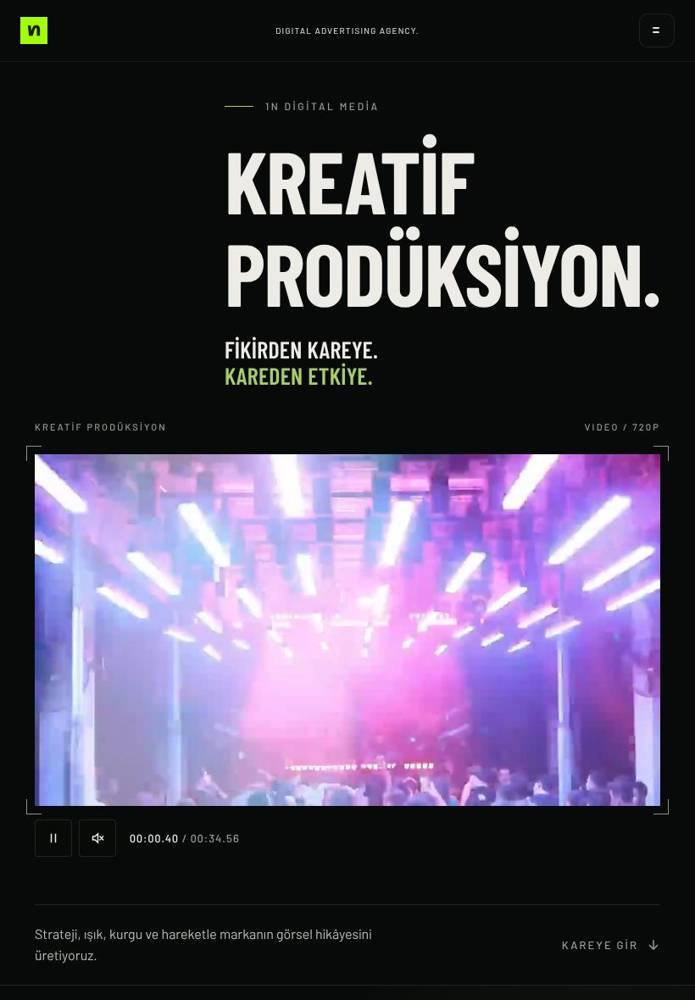 DIGITAL ADVERTISING AGENCY.
1N DİGİTAL MEDİA
KREATİF
PRODÜKSİYON.
FİKİRDEN KAREYE.
KAREDEN ETKİYE.
KREATİF PRODÜKSİYON
VIDEO / 720P
00:00.40 / 00:34.56
Strateji, ışık, kurgu ve hareketle markanın görsel hikâyesini
üretiyoruz.
KAREYE GİR